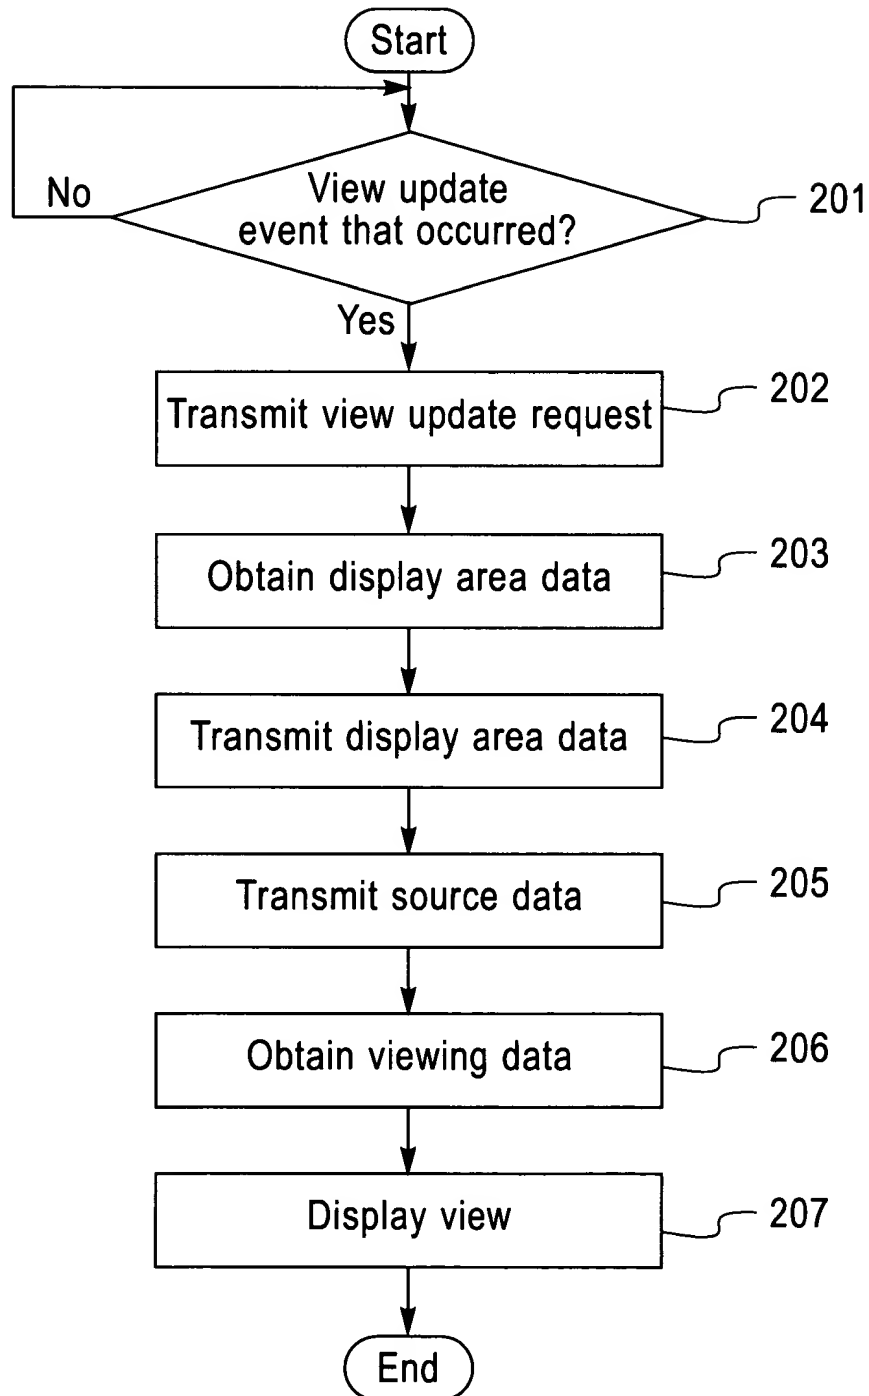 Start
No
View update
event that occurred?
201
Yes
Transmit view update request
202
Obtain display area data
203
Transmit display area data
204
Transmit source data
205
Obtain viewing data
206
Display view
207
End